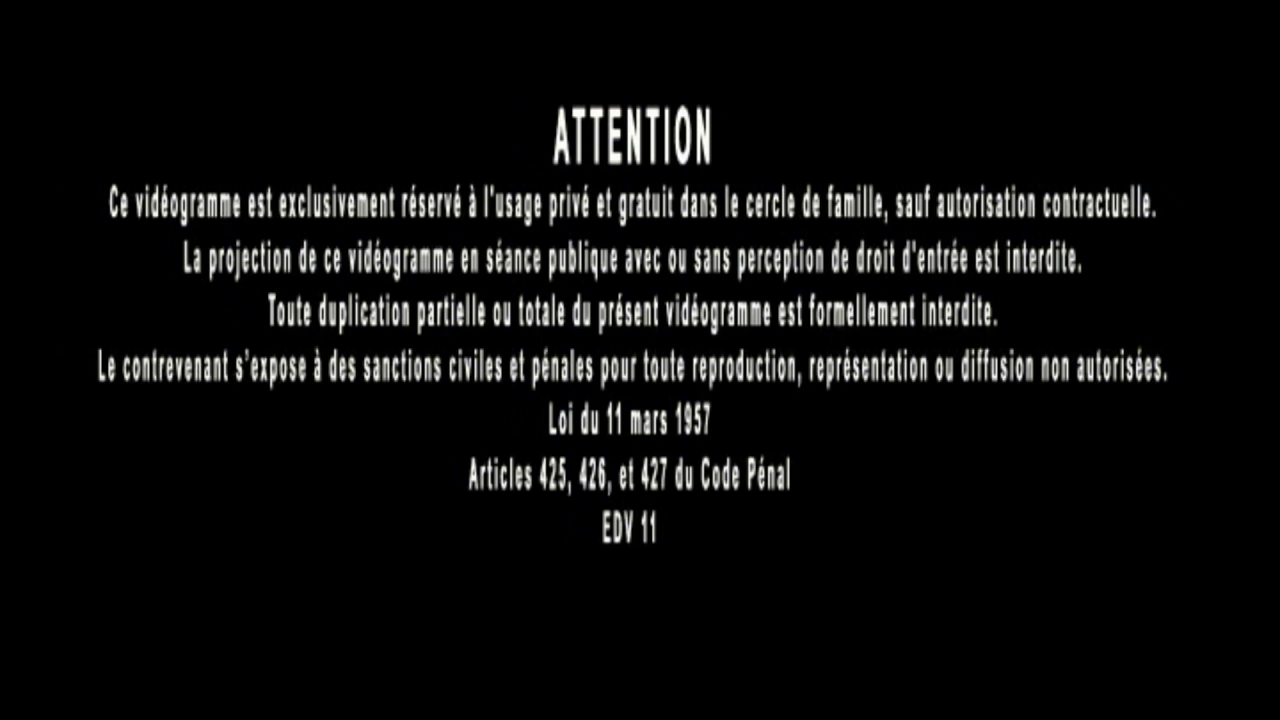 ATTENTION
Ce vidéogramme est exclusivement réservé à l'usage privé et gratuit dans le cercle de famille, sauf autorisation contractuelle.
La projection de ce vidéogramme en séance publique avec ou sans perception de droit d'entrée est interdite.
Toute duplication partielle ou totale du présent vidéogramme est formellement interdite.
Le contrevenant s'expose à des sanctions civiles et pénales pour toute reproduction, représentation ou diffusion non autorisées.
Loi du 11 mars 1957
Articles 425, 426, et 427 du Code Pénal
EDV 11